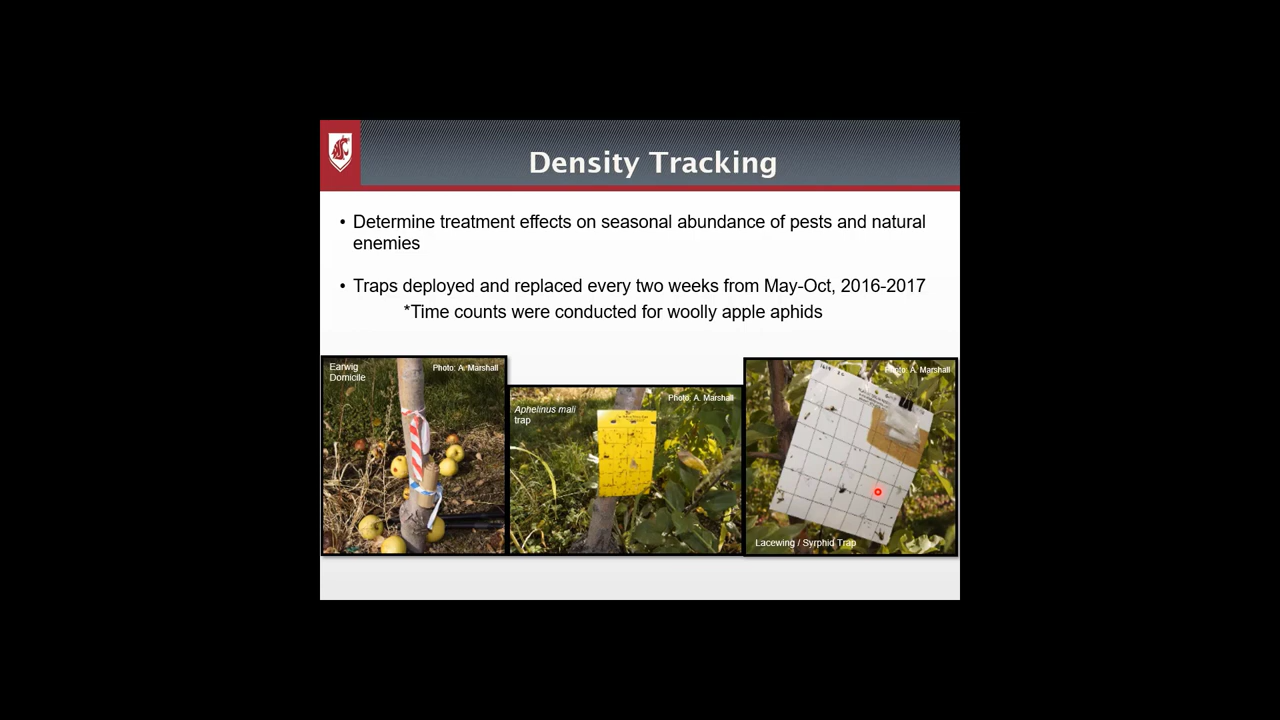 Density Tracking
• Determine treatment effects on seasonal abundance of pests and natural
enemies
• Traps deployed and replaced every two weeks from May-Oct, 2016-2017
*Time counts were conducted for woolly apple aphids
Earwig
Domicile
Photo: A. Marshall
Aphelinus mali
trap
Photo: A. Marshall
Photo: A. Marshall
Lacewing / Syrphid Trap